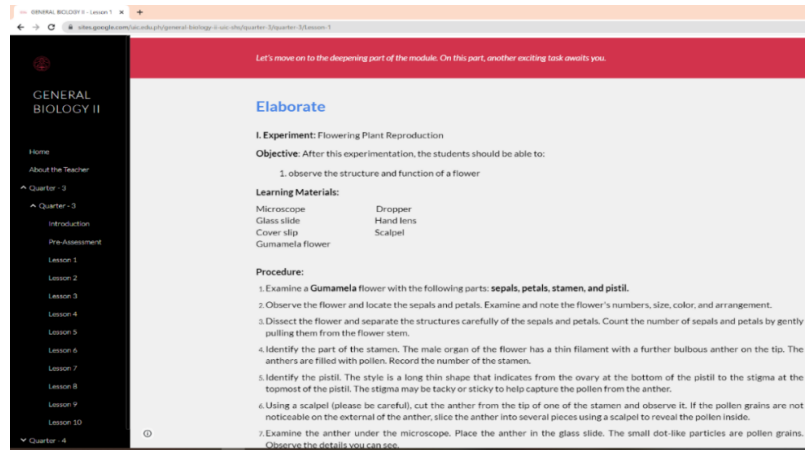 GENERAL BIOLOGY II - Lesson 1
sites.google.com/uic.edu.ph/general-biology-ii-uic-shs/quarter-3/quarter-3/lesson-1
GENERAL
BIOLOGY II
Home
About the Teacher
Quarter - 3
Quarter - 3
Introduction
Pre-Assessment
Lesson 1
Lesson 2
Lesson 3
Lesson 4
Lesson 5
Lesson 6
Lesson 7
Lesson 8
Lesson 9
Lesson 10
Quarter - 4
Let's move on to the deepening part of the module. On this part, another exciting task awaits you.
Elaborate
I. Experiment: Flowering Plant Reproduction
Objective: After this experimentation, the students should be able to:
1. observe the structure and function of a flower
Learning Materials:
Microscope Dropper
Glass slide Hand lens
Cover slip Scalpel
Gumamela flower
Procedure:
1. Examine a Gumamela flower with the following parts: sepals, petals, stamen, and pistil.
2. Observe the flower and locate the sepals and petals. Examine and note the flower's numbers, size, color, and arrangement.
3. Dissect the flower and separate the structures carefully of the sepals and petals. Count the number of sepals and petals by gently
pulling them from the flower stem.
4. Identify the part of the stamen. The male organ of the flower has a thin filament with a further bulbous anther on the tip. The
anthers are filled with pollen. Record the number of the stamen.
5. Identify the pistil. The style is a long thin shape that indicates from the ovary at the bottom of the pistil to the stigma at the
topmost of the pistil. The stigma may be tacky or sticky to help capture the pollen from the anther.
6. Using a scalpel (please be careful), cut the anther from the tip of one of the stamen and observe it. If the pollen grains are not
noticeable on the external of the anther, slice the anther into several pieces using a scalpel to reveal the pollen inside.
7. Examine the anther under the microscope. Place the anther in the glass slide. The small dot-like particles are pollen grains.
Observe the details you can see.